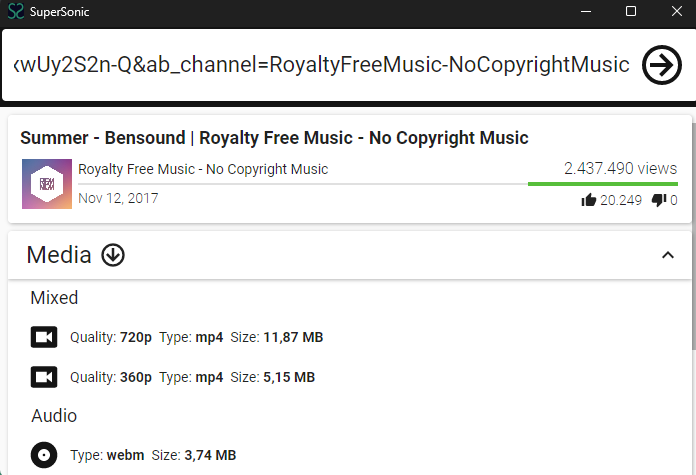 SuperSonic
xwUy2S2n-Q&ab_channel=RoyaltyFreeMusic-NoCopyrightMusic
Summer - Bensound | Royalty Free Music - No Copyright Music
Royalty Free Music - No Copyright Music
2.437.490 views
Nov 12, 2017
20.249 0
Media
Mixed
Quality: 720p Type: mp4 Size: 11,87 MB
Quality: 360p Type: mp4 Size: 5,15 MB
Audio
Type: webm Size: 3,74 MB